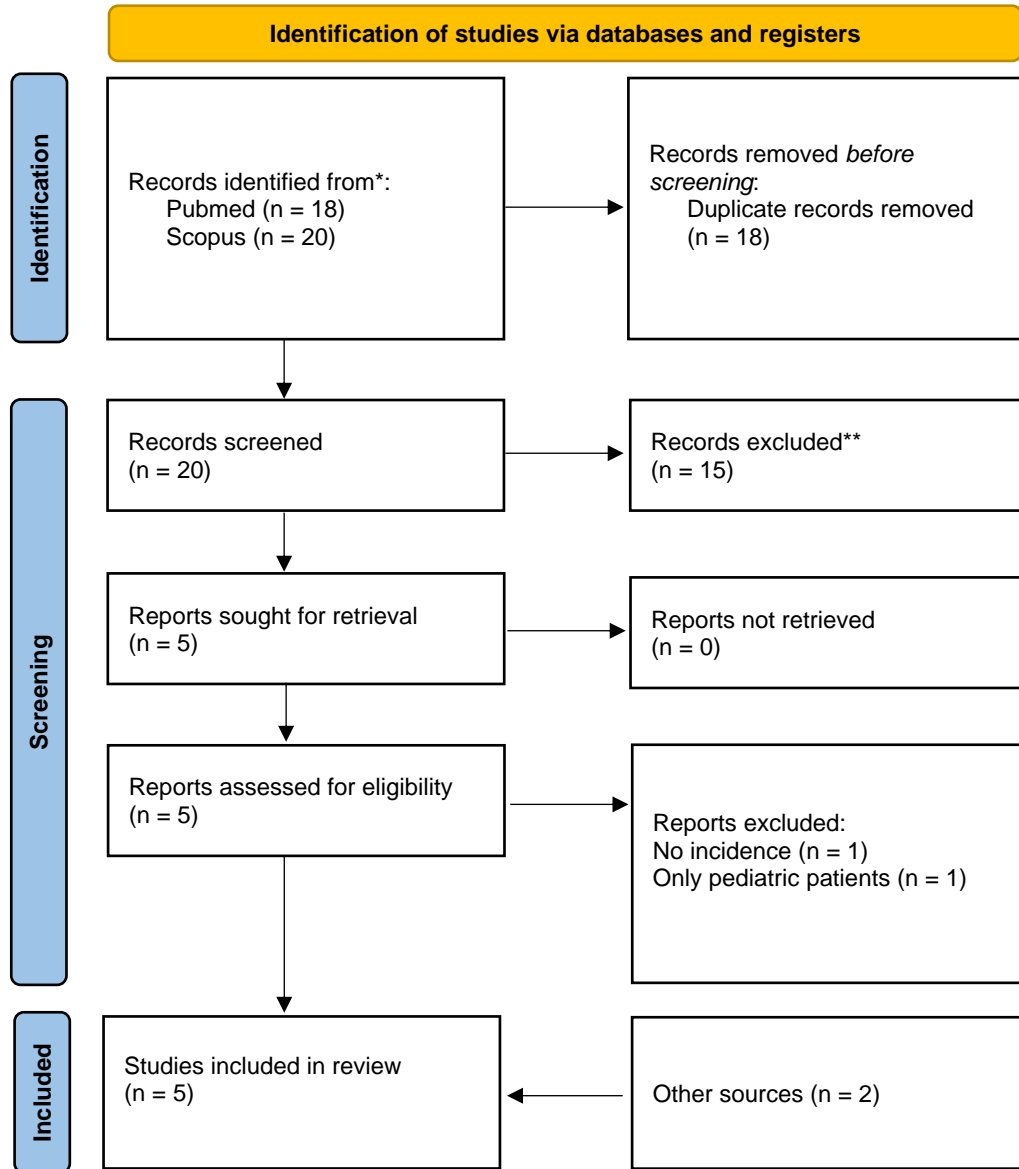 Identification of studies via databases and registers
Identification
Records identified from*:
Pubmed (n = 18)
Scopus (n = 20)
Records removed before
screening:
Duplicate records removed
(n = 18)
Screening
Records screened
(n = 20)
Records excluded**
(n = 15)
Reports sought for retrieval
(n = 5)
Reports not retrieved
(n = 0)
Reports assessed for eligibility
(n = 5)
Reports excluded:
No incidence (n = 1)
Only pediatric patients (n = 1)
Included
Studies included in review
(n = 5)
Other sources (n = 2)